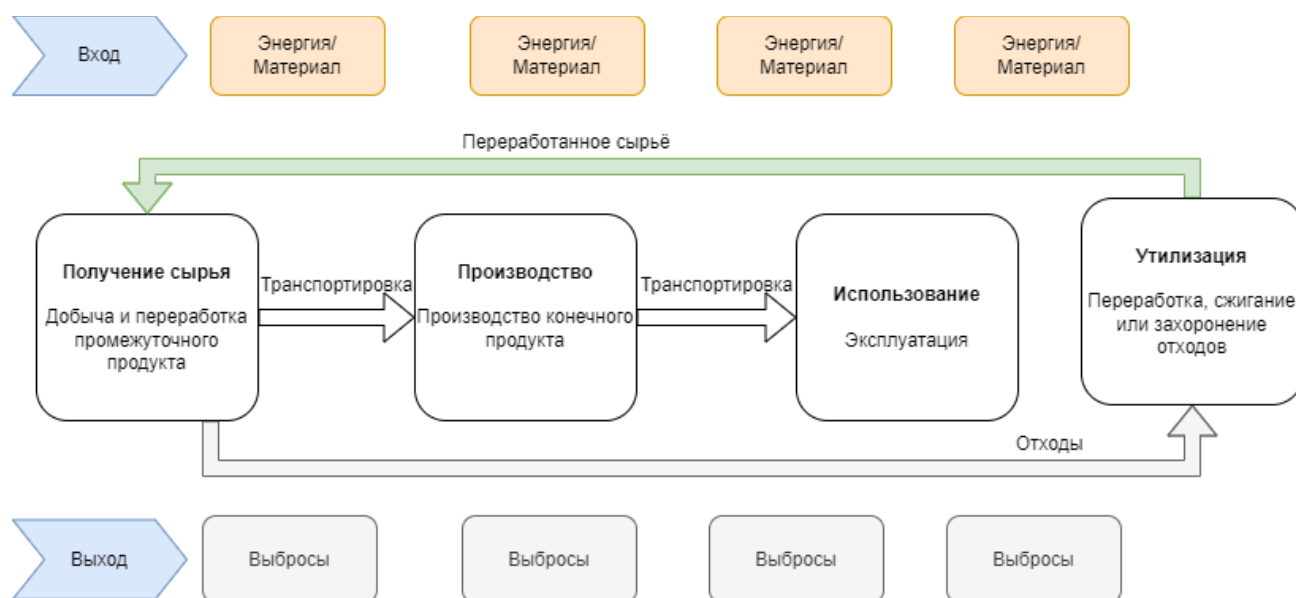 Вход
Энергия/
Материал
Энергия/
Материал
Энергия/
Материал
Энергия/
Материал
Переработанное сырьё
Получение сырья
Добыча и переработка
промежуточного
продукта
Транспортировка
Производство
Производство конечного
продукта
Транспортировка
Использование
Эксплуатация
Утилизация
Переработка, сжигание
или захоронение
отходов
Отходы
Выход
Выбросы
Выбросы
Выбросы
Выбросы